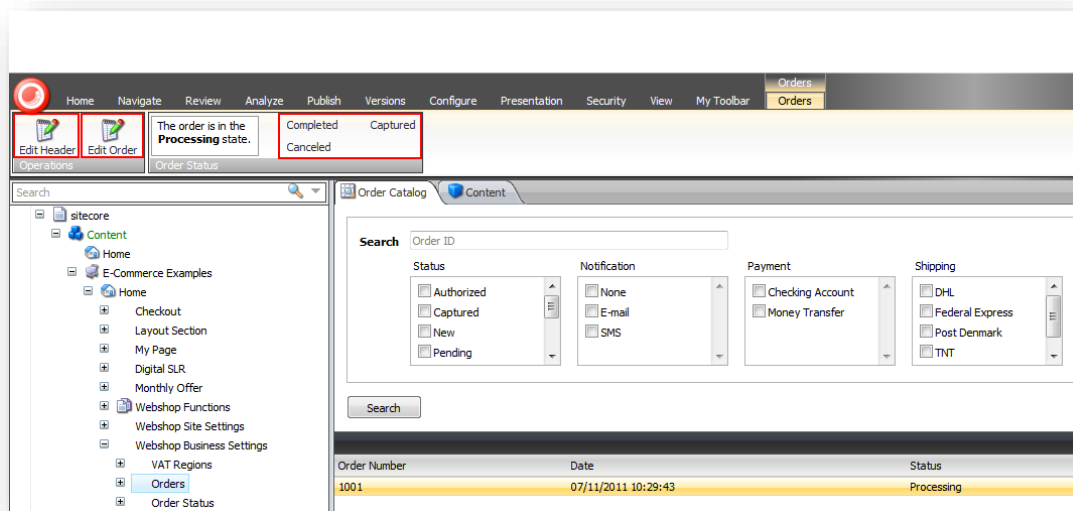 Orders
Home Navigate Review Analyze Publish Versions Configure Presentation Security View My Toolbar Orders
Edit Header Edit Order
Operations
The order is in the
Processing state.
Completed Captured
Canceled
Order Status
Search
sitecore
Content
Home
E-Commerce Examples
Home
Checkout
Layout Section
My Page
Digital SLR
Monthly Offer
Webshop Functions
Webshop Site Settings
Webshop Business Settings
VAT Regions
Orders
Order Status
Order Catalog Content
Search Order ID
Status
Authorized
Captured
New
Pending
Notification
None
E-mail
SMS
Payment
Checking Account
Money Transfer
Shipping
DHL
Federal Express
Post Denmark
TNT
Search
Order Number Date Status
1001 07/11/2011 10:29:43 Processing